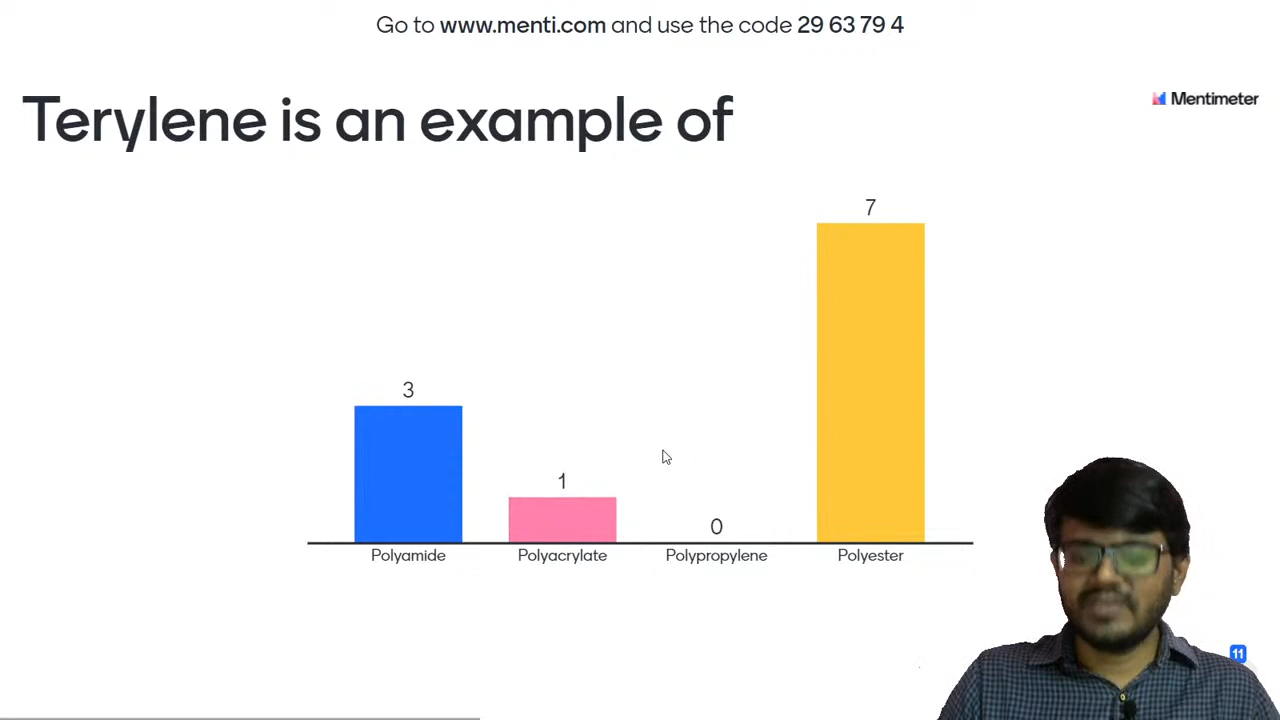 Go to www.menti.com and use the code 29 63 79 4
Terylene is an example of
Mentimeter
7
3
1
0
Polyamide Polyacrylate Polypropylene Polyester
11